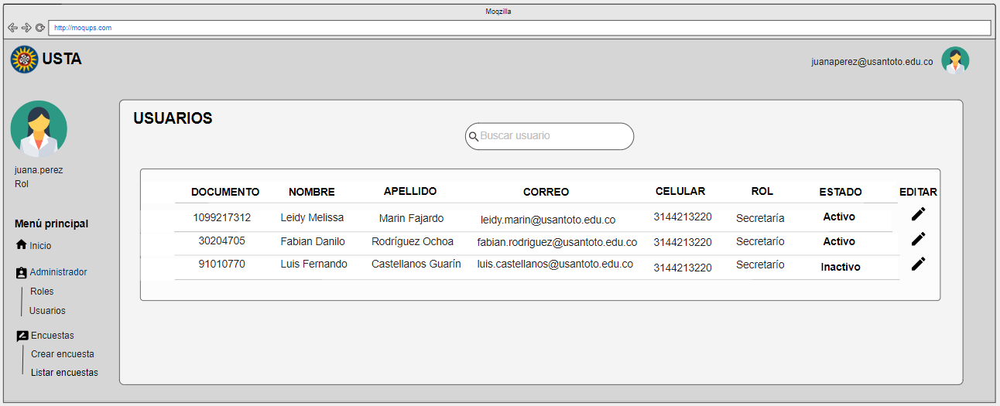 Moqzilla
http://moqups.com
USTA
juanaperez@usantoto.edu.co
juana.perez
Rol
Menú principal
Inicio
Administrador
Roles
Usuarios
Encuestas
Crear encuesta
Listar encuestas
USUARIOS
Buscar usuario
DOCUMENTO NOMBRE APELLIDO CORREO CELULAR ROL ESTADO EDITAR
1099217312 Leidy Melissa Marin Fajardo leidy.marin@usantoto.edu.co 3144213220 Secretaría Activo
30204705 Fabian Danilo Rodríguez Ochoa fabian.rodriguez@usantoto.edu.co 3144213220 Secretarío Activo
91010770 Luis Fernando Castellanos Guarín luis.castellanos@usantoto.edu.co 3144213220 Secretarío Inactivo